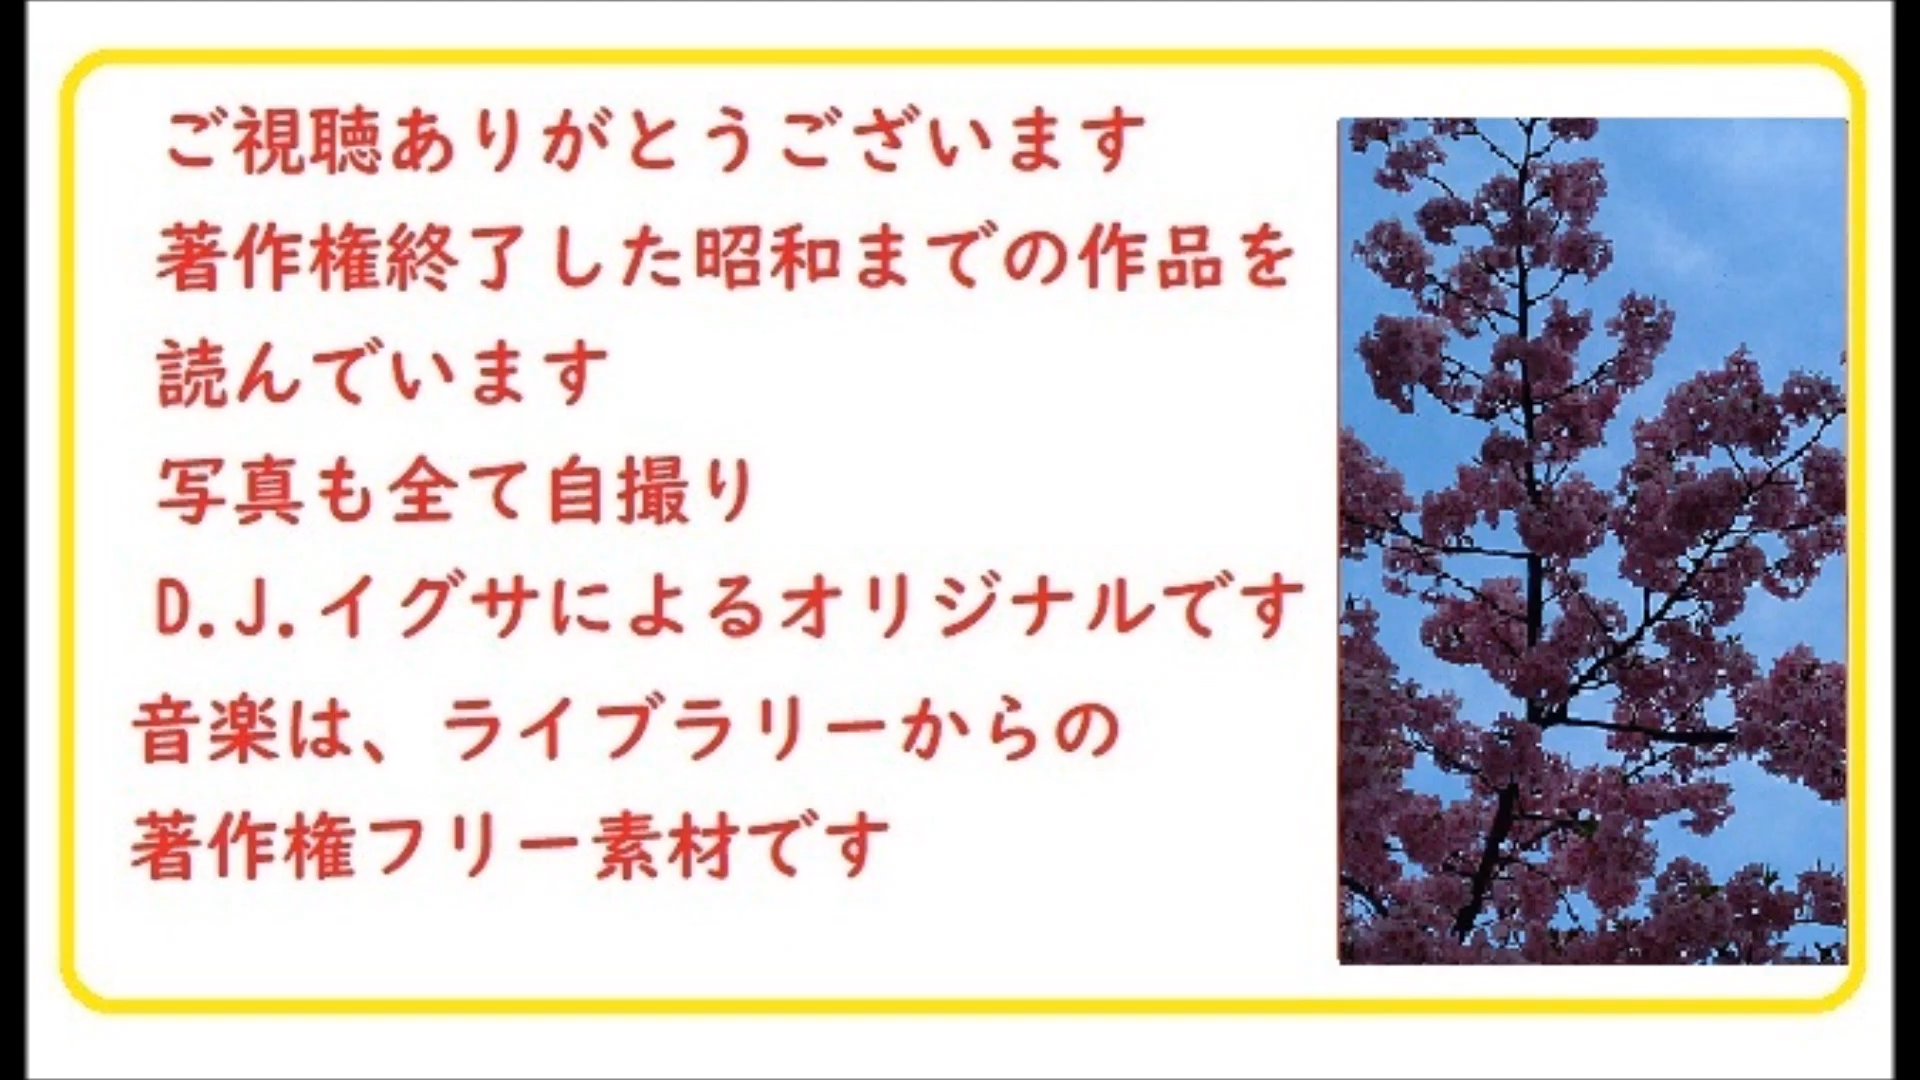 ご視聴ありがとうございます
著作権終了した昭和までの作品を
読んでいます
写真も全て自撮り
D.J.イグサによるオリジナルです
音楽は、ライブラリーからの
著作権フリー素材です